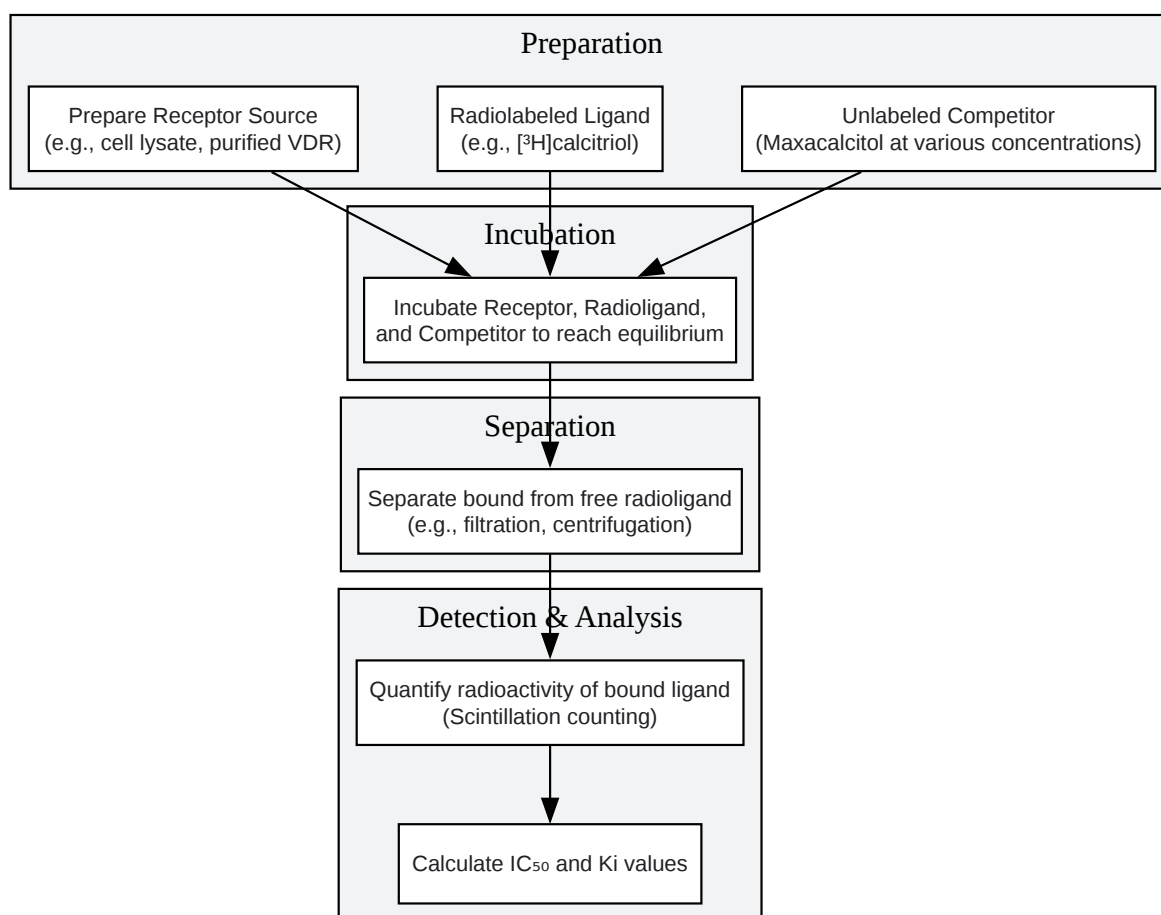 Preparation
Prepare Receptor Source
(e.g., cell lysate, purified VDR)
Radiolabeled Ligand
(e.g., [³H]calcitriol)
Unlabeled Competitor
(Maxacalcitol at various concentrations)
Incubation
Incubate Receptor, Radioligand,
and Competitor to reach equilibrium
Separation
Separate bound from free radioligand
(e.g., filtration, centrifugation)
Detection & Analysis
Quantify radioactivity of bound ligand
(Scintillation counting)
Calculate IC₅₀ and Ki values